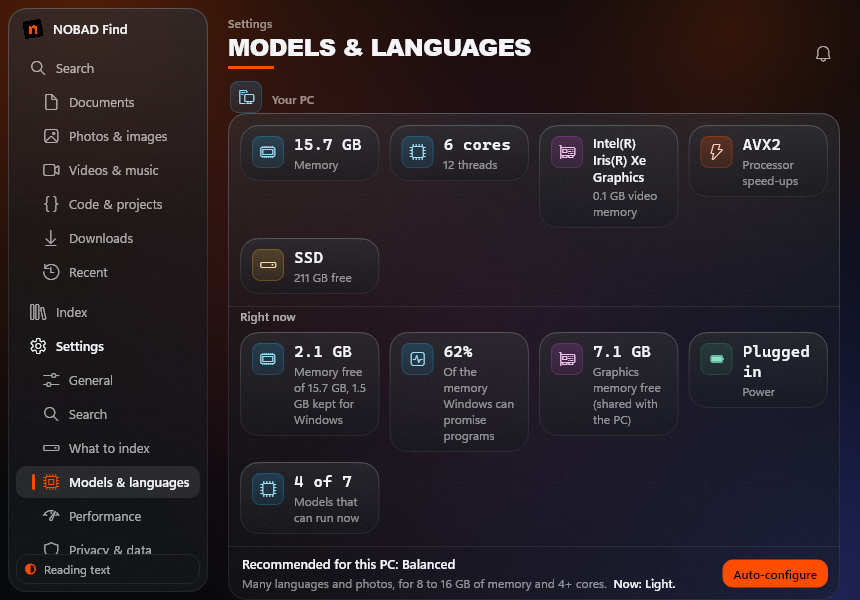 NOBAD Find
Search
Documents
Photos & images
Videos & music
Code & projects
Downloads
Recent
Index
Settings
General
Search
What to index
Models & languages
Performance
Privacy & data
Reading text
Settings
MODELS & LANGUAGES
Your PC
15.7 GB
Memory
6 cores
12 threads
Intel(R)
Iris(R) Xe
Graphics
0.1 GB video
memory
AVX2
Processor
speed-ups
SSD
211 GB free
Right now
2.1 GB
Memory free
of 15.7 GB, 1.5
GB kept for
Windows
62%
Of the
memory
Windows can
promise
programs
7.1 GB
Graphics
memory free
(shared with
the PC)
Plugged
in
Power
4 of 7
Models that
can run now
Recommended for this PC: Balanced
Many languages and photos, for 8 to 16 GB of memory and 4+ cores. Now: Light.
Auto-configure